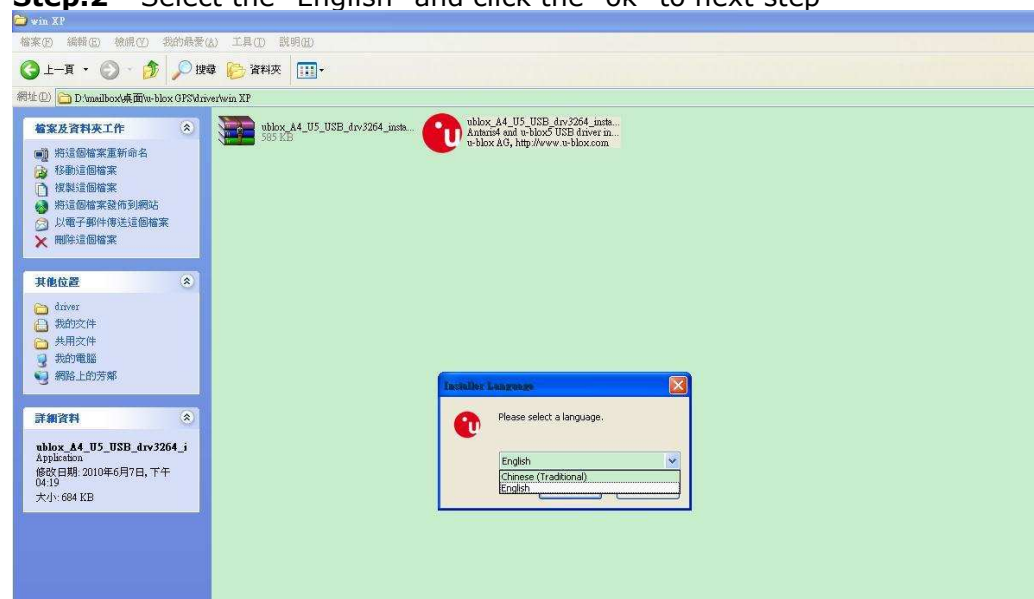 Step.2 Select the "English" and click the "ok" to next step
win XP
檔案(F) 編輯(E) 檢視(V) 我的最愛(A) 工具(T) 說明(H)
上一頁 搜尋 資料夾
網址(D) D:\mailbox\桌面\u-blox GPS\driver\win XP
檔案及資料夾工作
將這個檔案重新命名
移動這個檔案
複製這個檔案
將這個檔案發佈到網站
以電子郵件傳送這個檔案
刪除這個檔案
其他位置
driver
我的文件
共用文件
我的電腦
網路上的芳鄰
詳細資料
ublox_A4_U5_USB_drv3264_i
Application
修改日期: 2010年6月7日, 下午
04:19
大小: 684 KB
ublox_A4_U5_USB_drv3264_insta...
585 KB
ublox_A4_U5_USB_drv3264_insta...
Antaris4 and u-blox5 USB driver in...
u-blox AG, http://www.u-blox.com
Installer Language
Please select a language.
English
Chinese (Traditional)
English